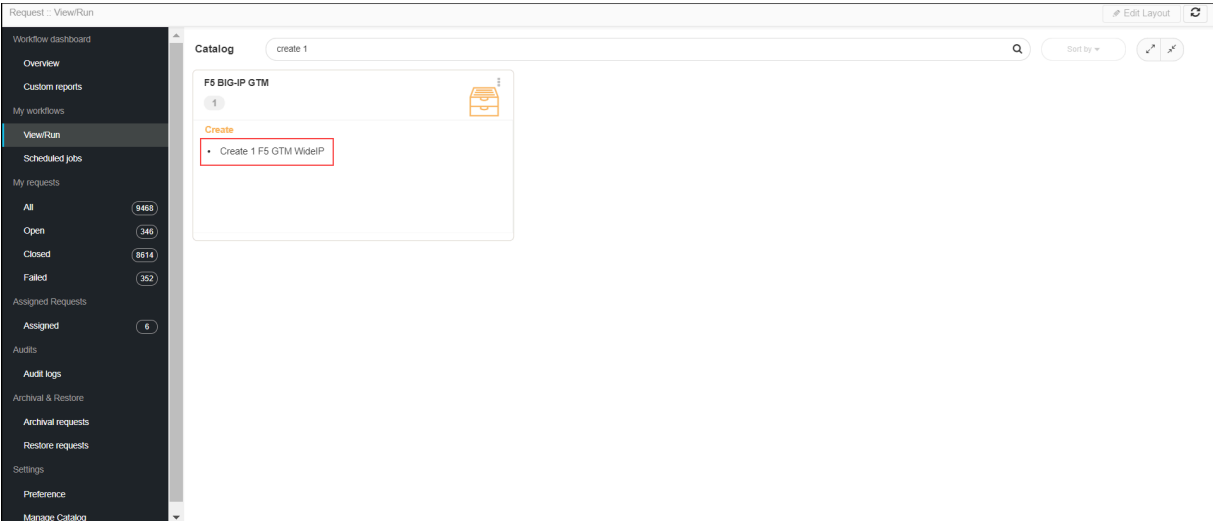 Request :: View/Run
Edit Layout
Workflow dashboard
Overview
Custom reports
My workflows
View/Run
Scheduled jobs
My requests
All 9468
Open 346
Closed 8614
Failed 352
Assigned Requests
Assigned 6
Audits
Audit logs
Archival & Restore
Archival requests
Restore requests
Settings
Preference
Manage Catalog
Catalog
create 1
Sort by
F5 BIG-IP GTM
1
Create
• Create 1 F5 GTM WideIP